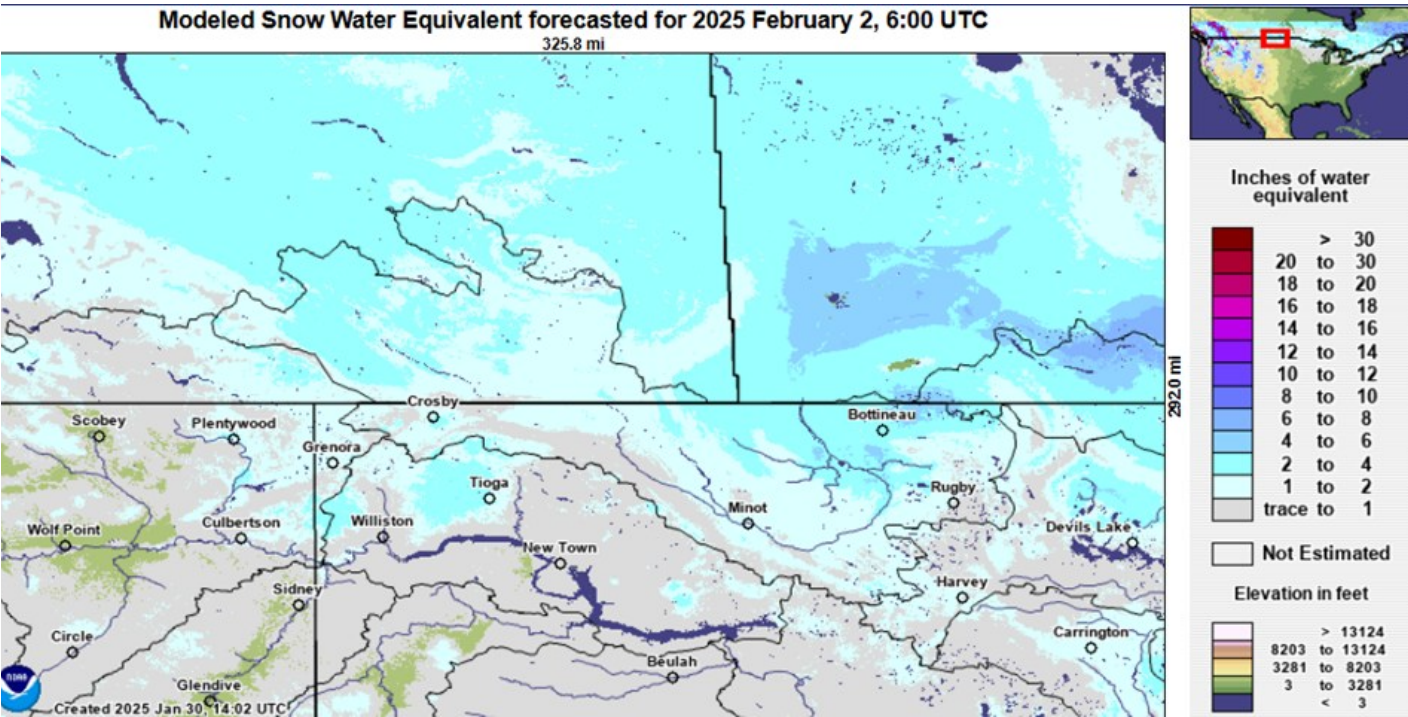 Modeled Snow Water Equivalent forecasted for 2025 February 2, 6:00 UTC
325.8 mi
292.0 mi
Crosby
Bottineau
Scobey
Plentywood
Grenora
Tioga
Rugby
Minot
Wolf Point
Culbertson
Williston
Devils Lake
New Town
Sidney
Harvey
Circle
Carrington
Beulah
Glendive
NOAA
Created 2025 Jan 30, 14:02 UTC
Inches of water
equivalent
> 30
20 to 30
18 to 20
16 to 18
14 to 16
12 to 14
10 to 12
8 to 10
6 to 8
4 to 6
2 to 4
1 to 2
trace to 1
Not Estimated
Elevation in feet
> 13124
8203 to 13124
3281 to 8203
3 to 3281
< 3